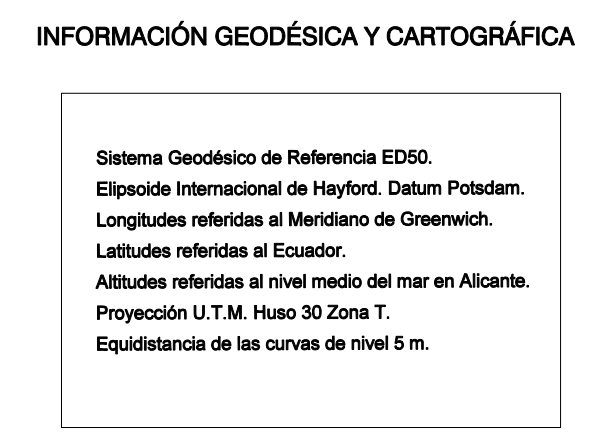 INFORMACIÓN GEODÉSICA Y CARTOGRÁFICA
Sistema Geodésico de Referencia ED50.
Elipsoide Internacional de Hayford. Datum Potsdam.
Longitudes referidas al Meridiano de Greenwich.
Latitudes referidas al Ecuador.
Altitudes referidas al nivel medio del mar en Alicante.
Proyección U.T.M. Huso 30 Zona T.
Equidistancia de las curvas de nivel 5 m.